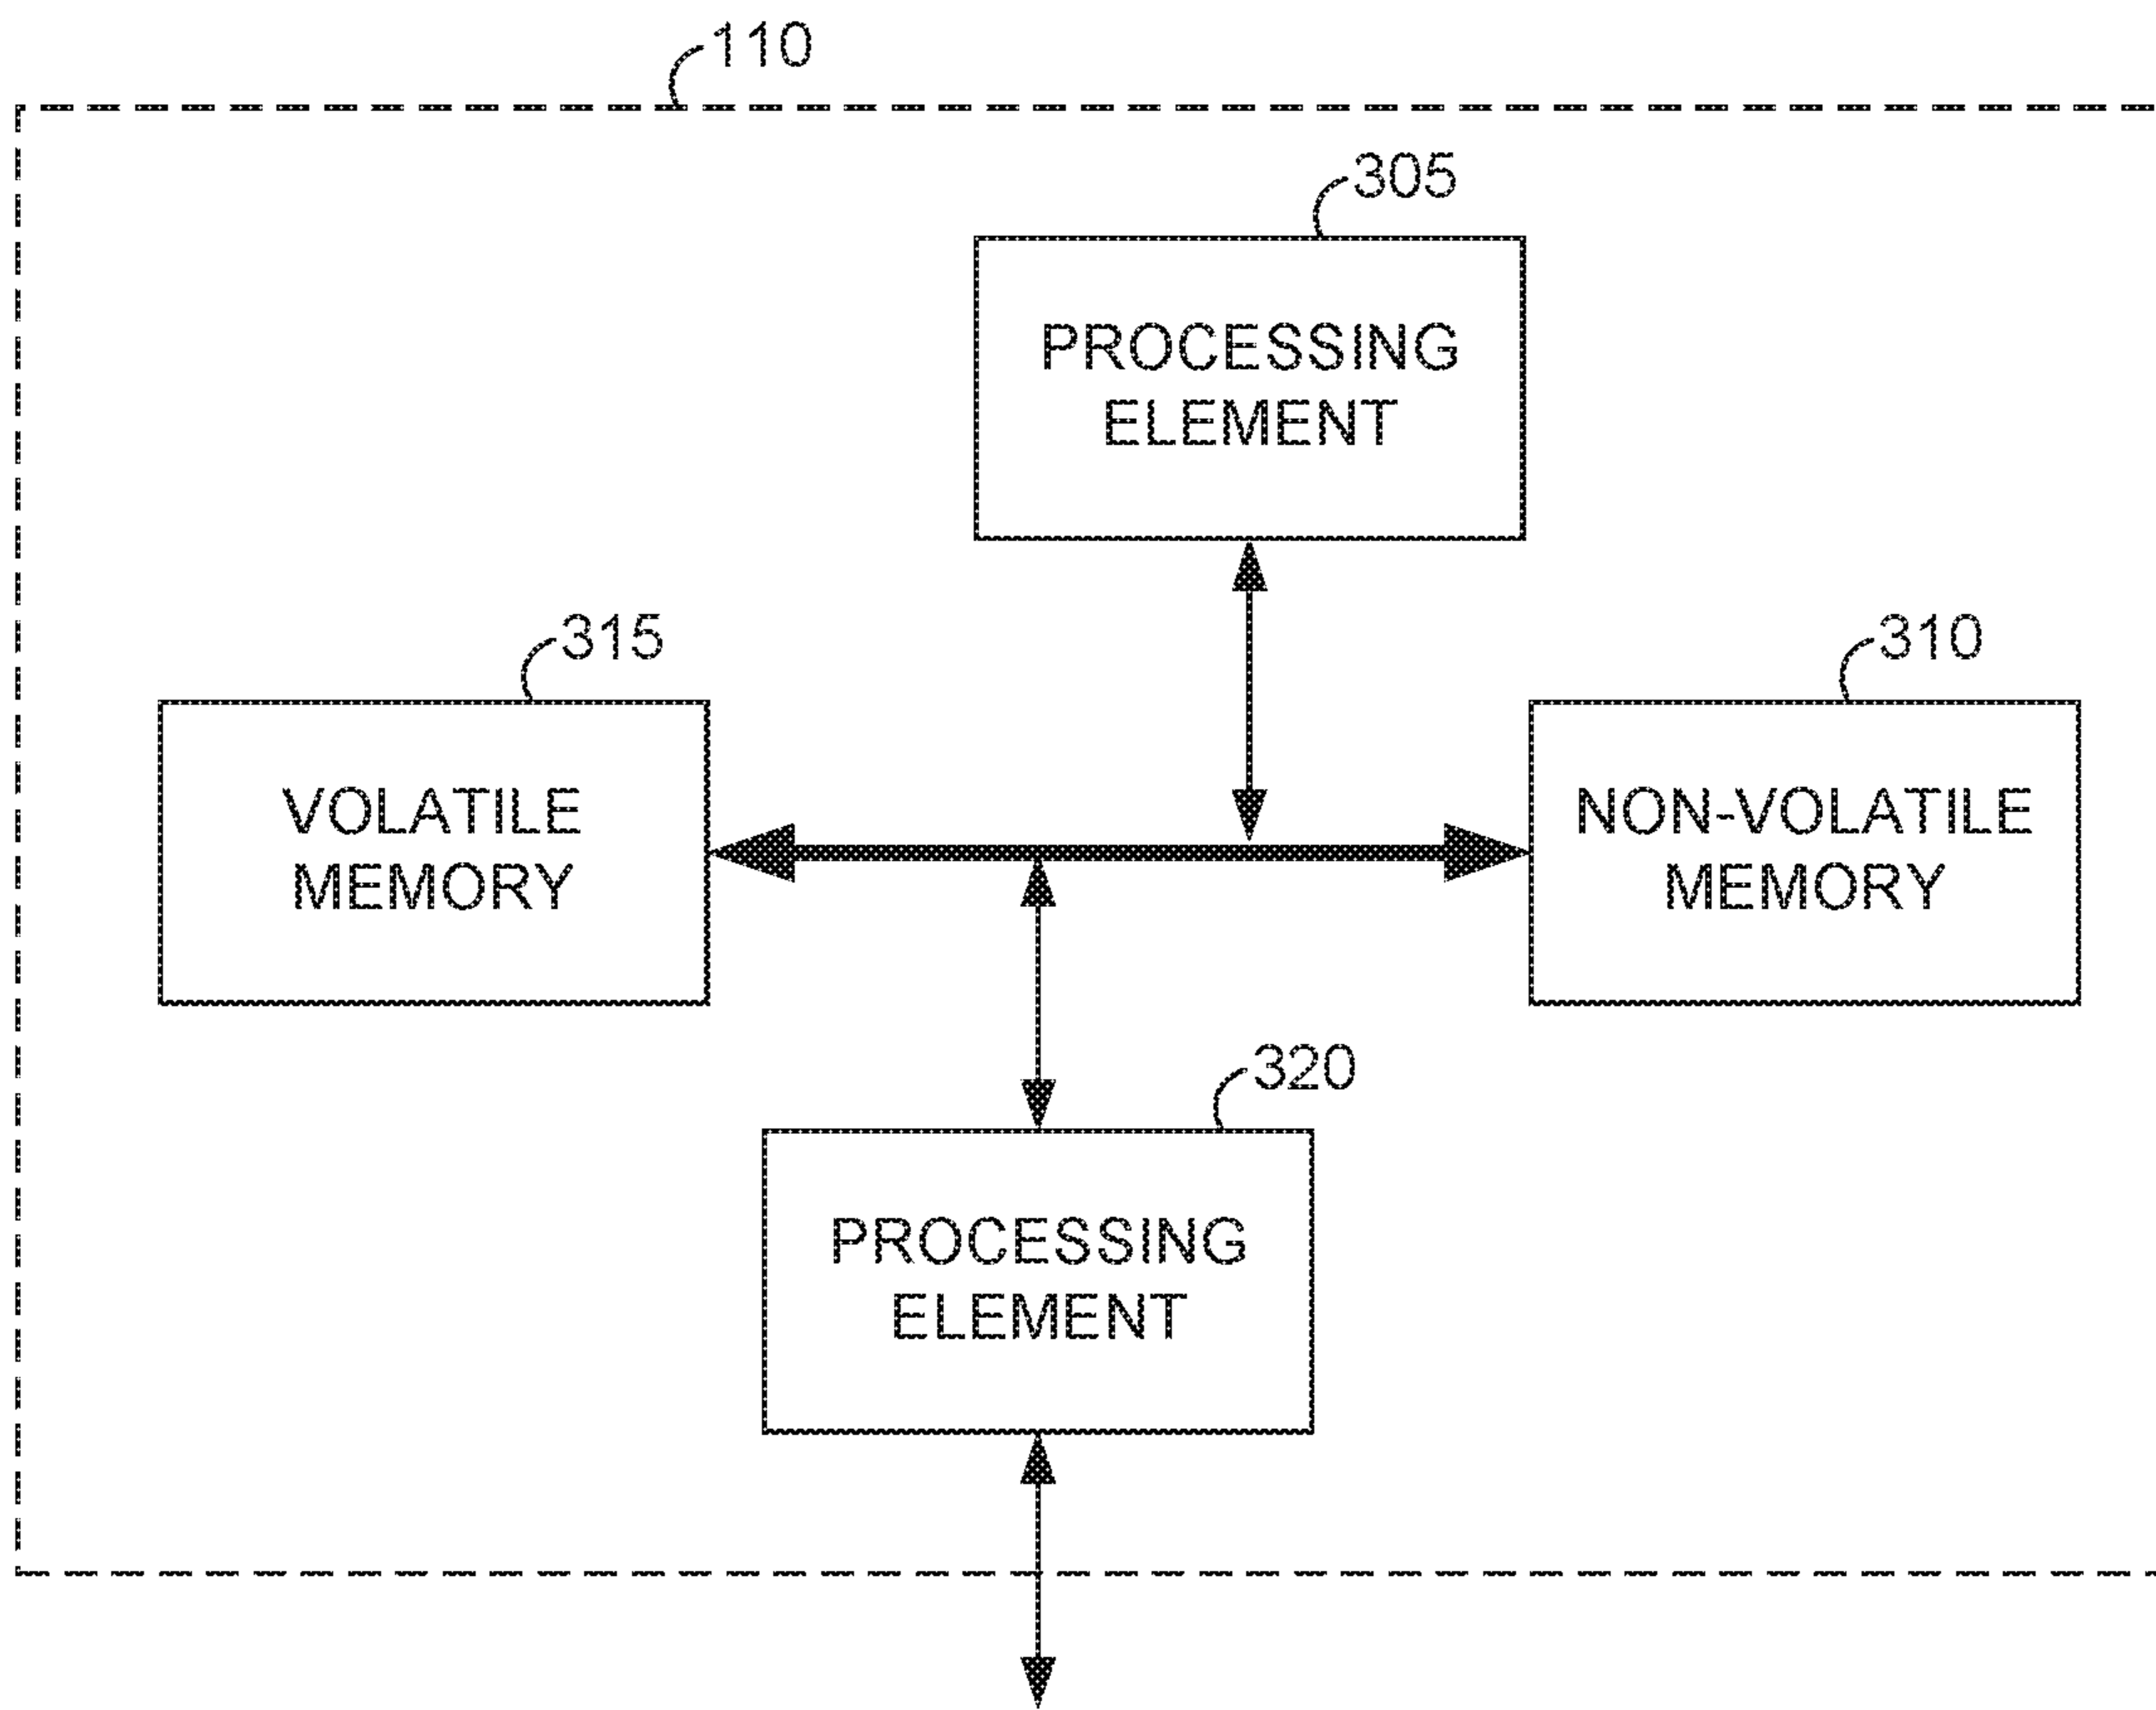 110
305
PROCESSING
ELEMENT
315
310
VOLATILE
MEMORY
NON-VOLATILE
MEMORY
320
PROCESSING
ELEMENT